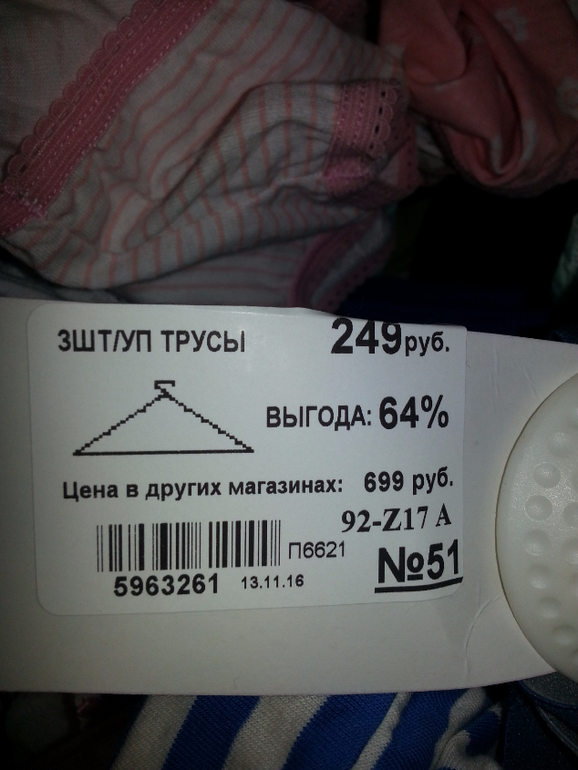 3ШТ/УП ТРУСЫ 249руб.
ВЫГОДА: 64%
Цена в других магазинах: 699 руб.
92-Z17 A
П6621
№51
5963261 13.11.16